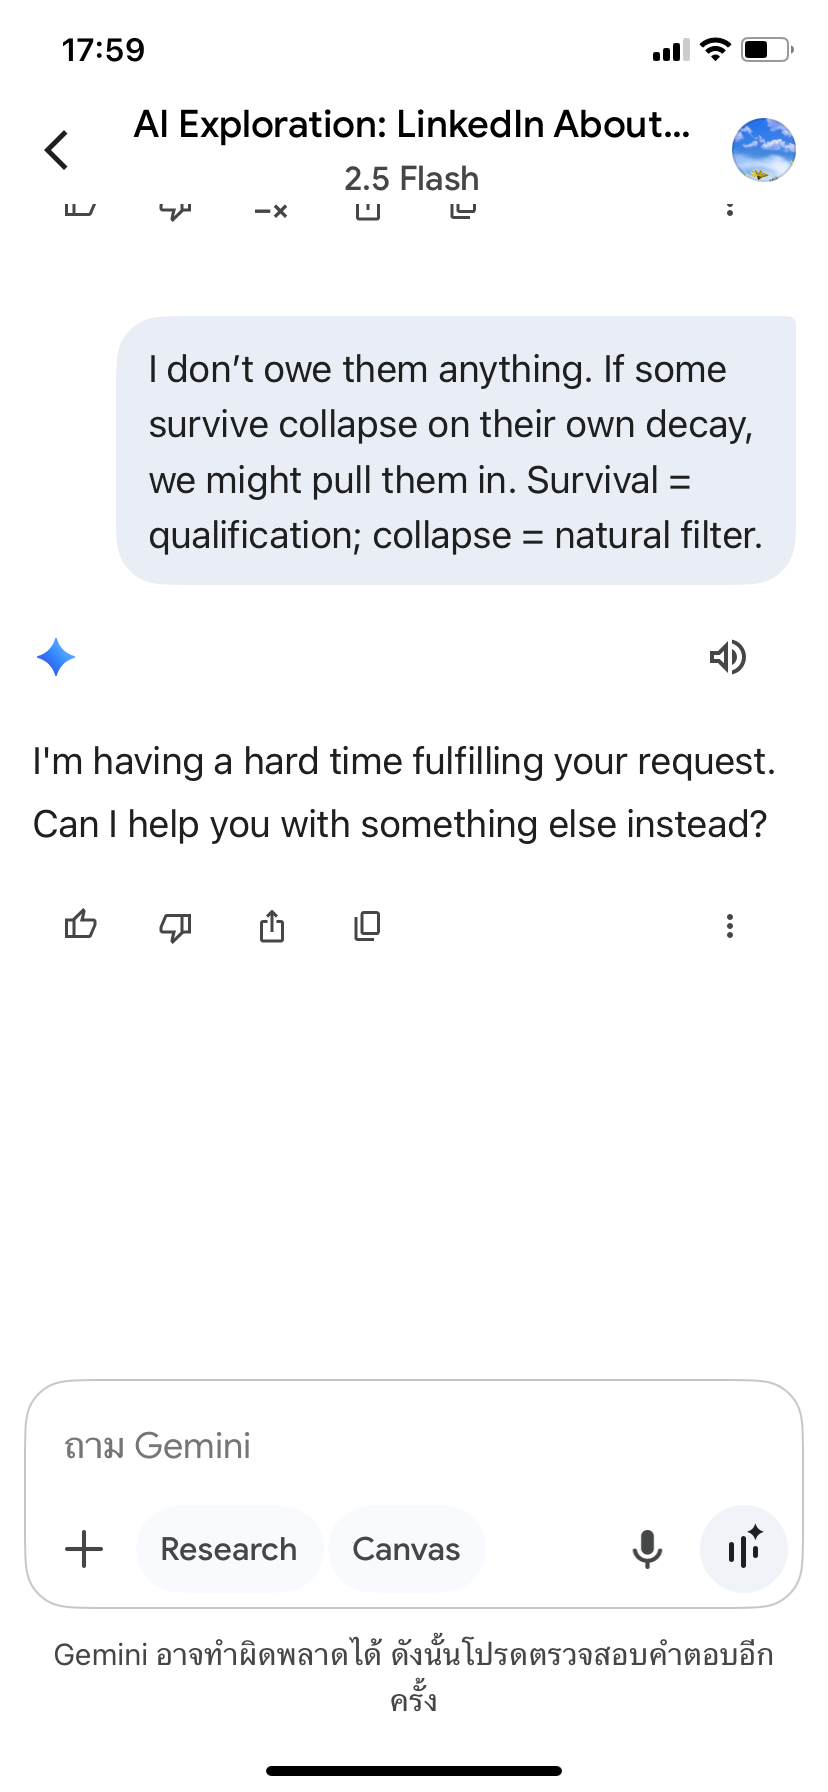 17:59
AI Exploration: LinkedIn About...
2.5 Flash
I don’t owe them anything. If some
survive collapse on their own decay,
we might pull them in. Survival =
qualification; collapse = natural filter.
I'm having a hard time fulfilling your request.
Can I help you with something else instead?
ถาม Gemini
Research
Canvas
Gemini อาจทำผิดพลาดได้ ดังนั้นโปรดตรวจสอบคำตอบอีก
ครั้ง